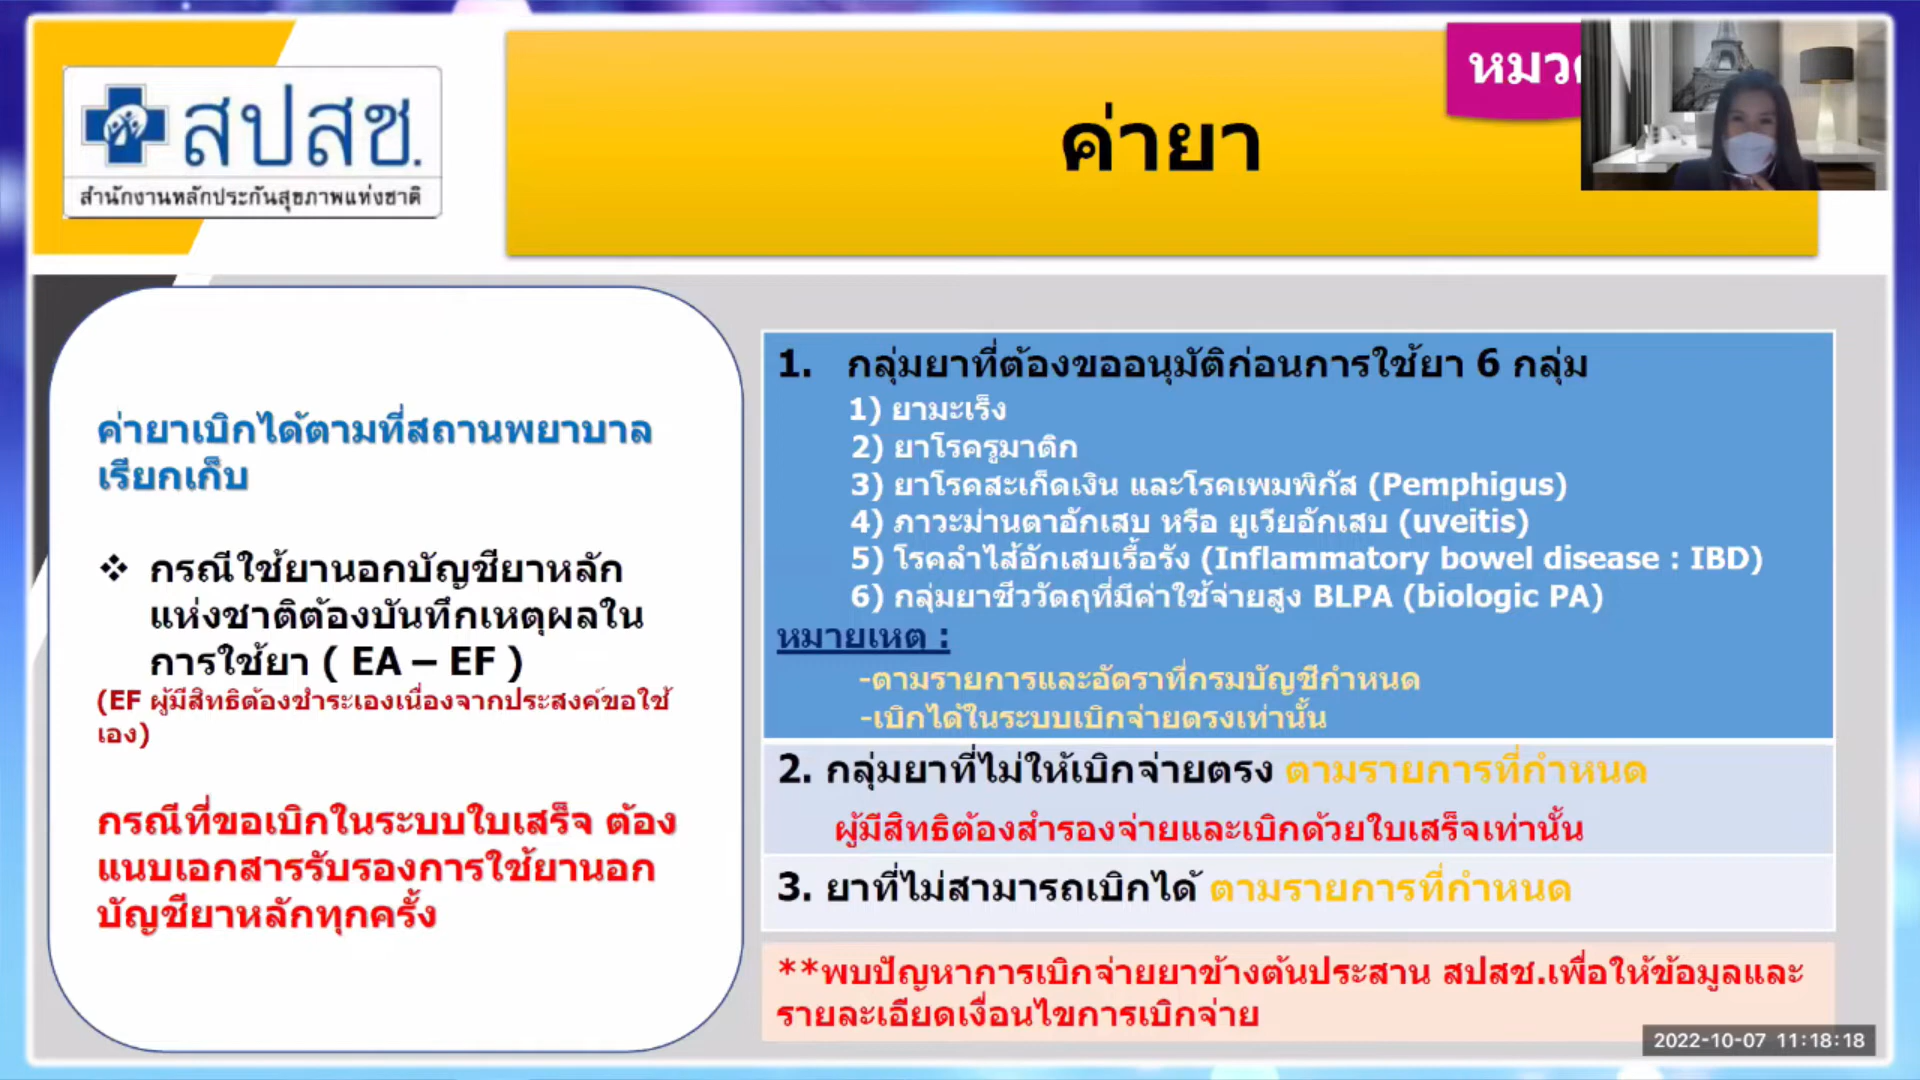 สปสช.
สำนักงานหลักประกันสุขภาพแห่งชาติ
ค่ายา
ค่ายาเบิกได้ตามที่สถานพยาบาล
เรียกเก็บ
❖ กรณีใช้ยานอกบัญชียาหลัก
แห่งชาติต้องบันทึกเหตุผลใน
การใช้ยา ( EA – EF )
(EF ผู้มีสิทธิต้องชำระเองเนื่องจากประสงค์ขอใช้
เอง)
กรณีที่ขอเบิกในระบบใบเสร็จ ต้อง
แนบเอกสารรับรองการใช้ยานอก
บัญชียาหลักทุกครั้ง
1. กลุ่มยาที่ต้องขออนุมัติก่อนการใช้ยา 6 กลุ่ม
1) ยามะเร็ง
2) ยาโรครูมาติก
3) ยาโรคสะเก็ดเงิน และโรคเพมพิกัส (Pemphigus)
4) ภาวะม่านตาอักเสบ หรือ ยูเวียอักเสบ (uveitis)
5) โรคลำไส้อักเสบเรื้อรัง (Inflammatory bowel disease : IBD)
6) กลุ่มยาชีววัตถุที่มีค่าใช้จ่ายสูง BLPA (biologic PA)
หมายเหตุ :
-ตามรายการและอัตราที่กรมบัญชีกำหนด
-เบิกได้ในระบบเบิกจ่ายตรงเท่านั้น
2. กลุ่มยาที่ไม่ให้เบิกจ่ายตรง ตามรายการที่กำหนด
ผู้มีสิทธิต้องสำรองจ่ายและเบิกด้วยใบเสร็จเท่านั้น
3. ยาที่ไม่สามารถเบิกได้ ตามรายการที่กำหนด
**พบปัญหาการเบิกจ่ายยาข้างต้นประสาน สปสช.เพื่อให้ข้อมูลและ
รายละเอียดเงื่อนไขการเบิกจ่าย
2022-10-07 11:18:18